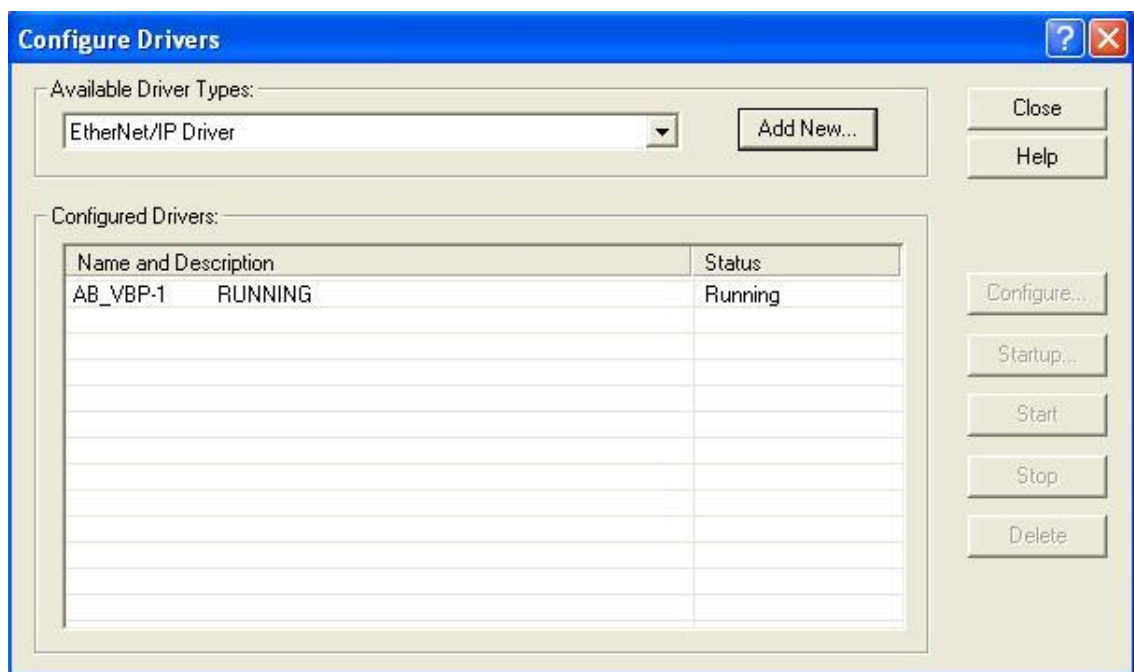 Configure Drivers
?
Available Driver Types:
EtherNet/IP Driver
Add New...
Close
Help
Configured Drivers:
Name and Description Status
AB_VBP-1 RUNNING Running
Configure...
Startup...
Start
Stop
Delete